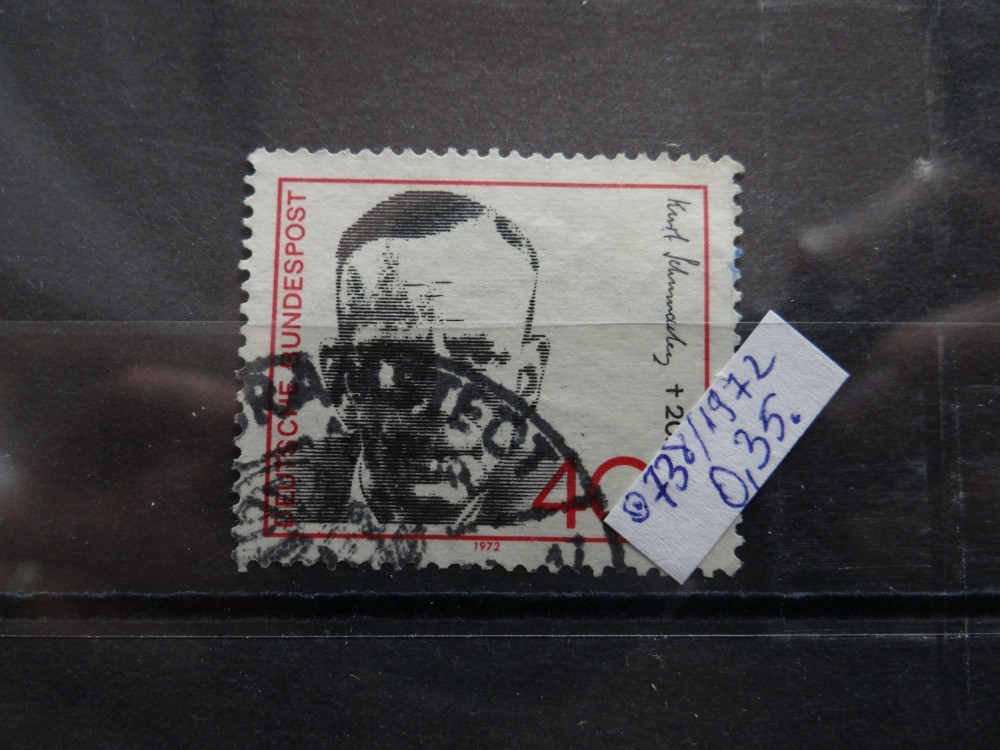 DEUTSCHE BUNDESPOST
Kurt Schumacher
+ 20
40
1972
738/1972
0,35.